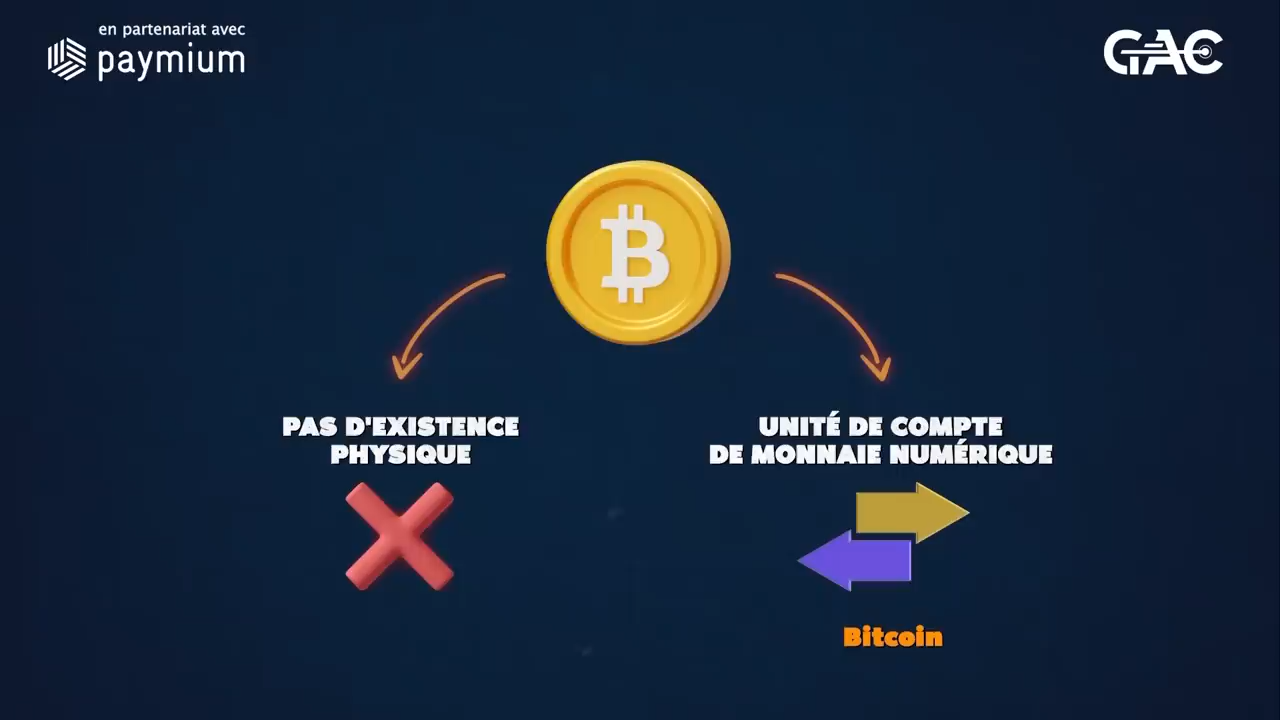 en partenariat avec
paymium
GAC
PAS D'EXISTENCE
PHYSIQUE
UNITÉ DE COMPTE
DE MONNAIE NUMÉRIQUE
Bitcoin